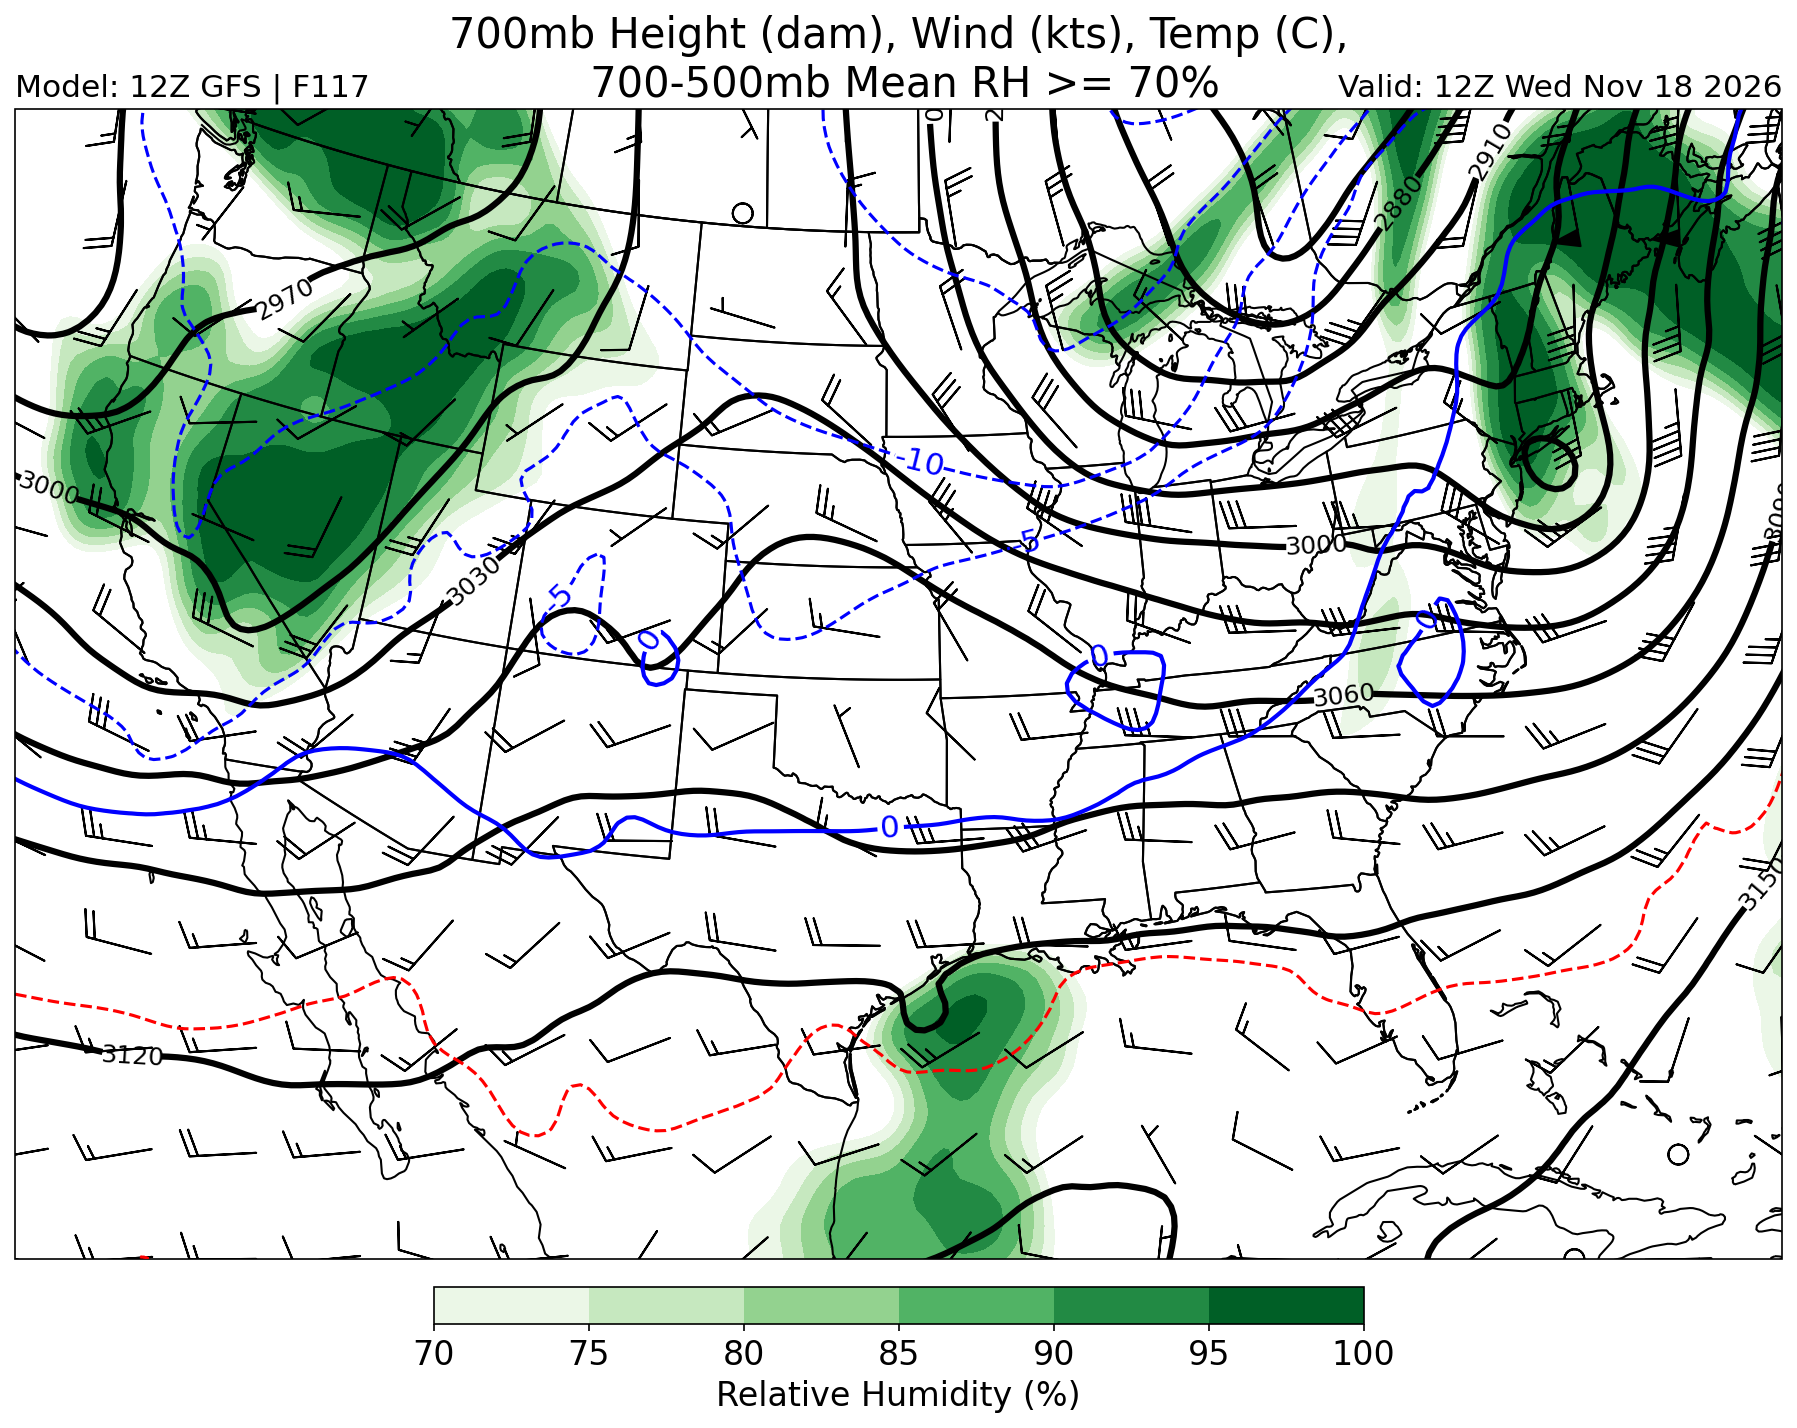 700mb Height (dam), Wind (kts), Temp (C),
700-500mb Mean RH >= 70%
Model: 12Z GFS | F117
Valid: 12Z Wed Nov 18 2026
2910
2880
2970
3000
-10
-5
3000
3030
-5
0
0
0
3060
0
3150
3120
70 75 80 85 90 95 100
Relative Humidity (%)